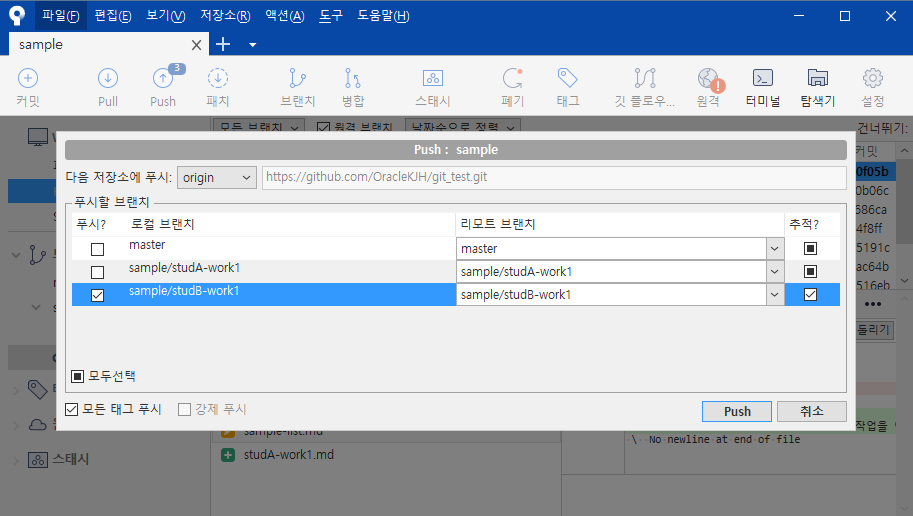 파일(F) 편집(E) 보기(V) 저장소(R) 액션(A) 도구 도움말(H)
sample
3
커밋 Pull Push 패치 브랜치 병합 스태시 폐기 태그 깃 플로우... 원격 터미널 탐색기 설정
모든 브랜치 원격 브랜치 날짜순으로 정렬 건너뛰기:
커밋
Push : sample
다음 저장소에 푸시: origin https://github.com/OracleKJH/git_test.git
푸시할 브랜치
푸시? 로컬 브랜치 리모트 브랜치 추적?
master master
sample/studA-work1 sample/studA-work1
sample/studB-work1 sample/studB-work1
모두선택
모든 태그 푸시 강제 푸시 Push 취소
0f05b
0b06c
686ca
4f8ff
5191c
ac64b
516eb
돌리기
작업을
sample-list.md
\ No newline at end of file
스태시
studA-work1.md